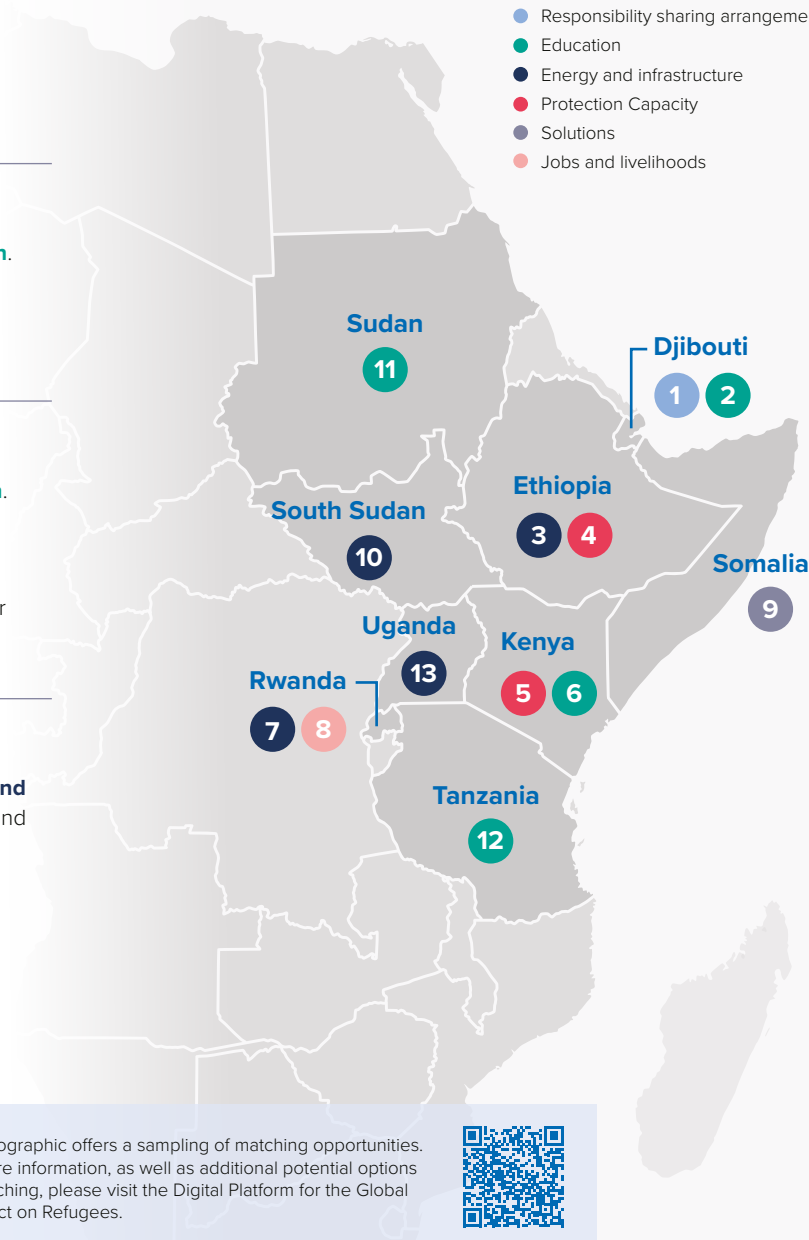 Responsibility sharing arrangeme
Education
Energy and infrastructure
Protection Capacity
Solutions
Jobs and livelihoods
n.
Sudan
11
Djibouti
1 2
.
Ethiopia
3 4
South Sudan
10
Somalia
9
r
Uganda
13
Kenya
5 6
Rwanda
7 8
nd
nd
Tanzania
12
ographic offers a sampling of matching opportunities.
re information, as well as additional potential options
ching, please visit the Digital Platform for the Global
ct on Refugees.